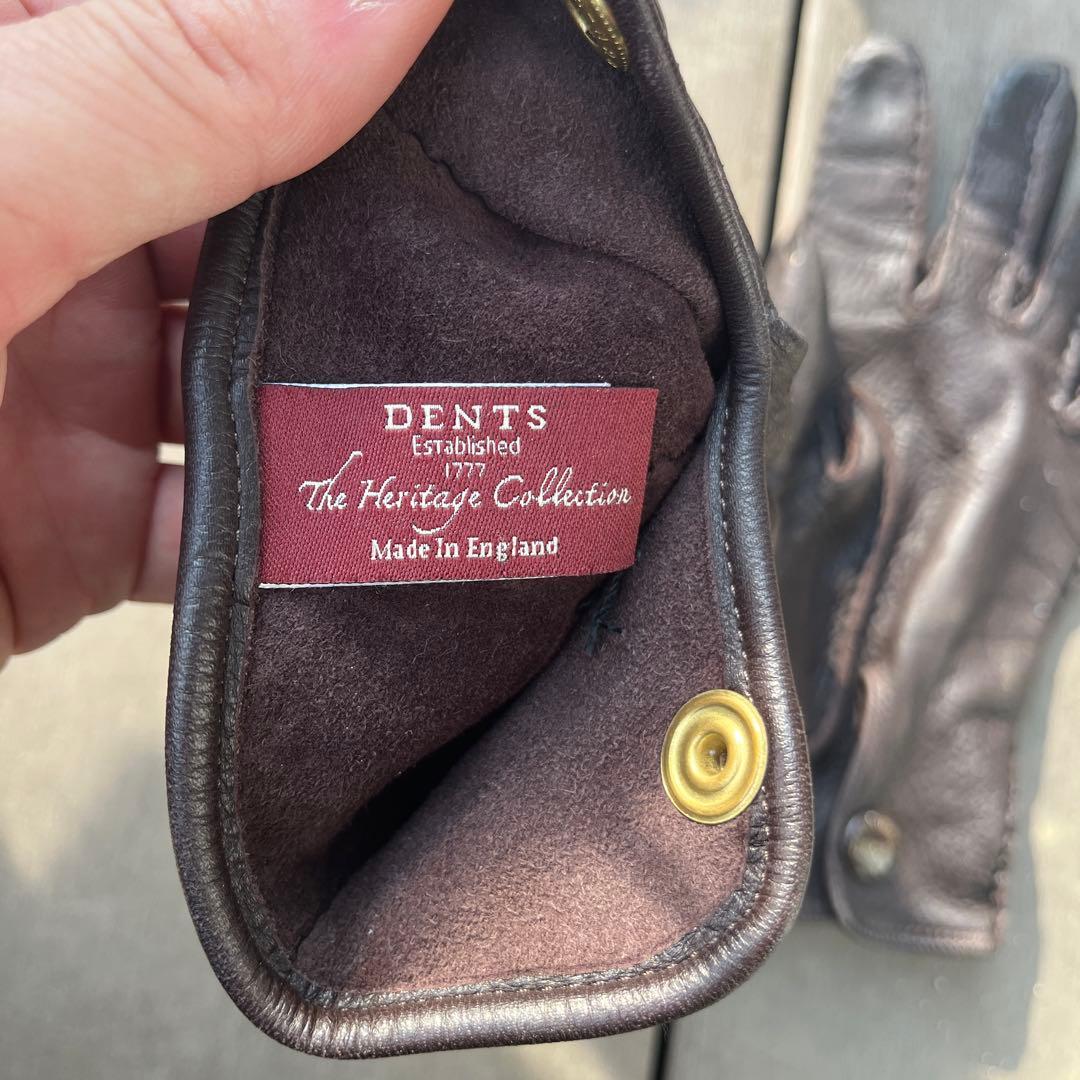 DENTS
Established
1777
The Heritage Collection
Made In England